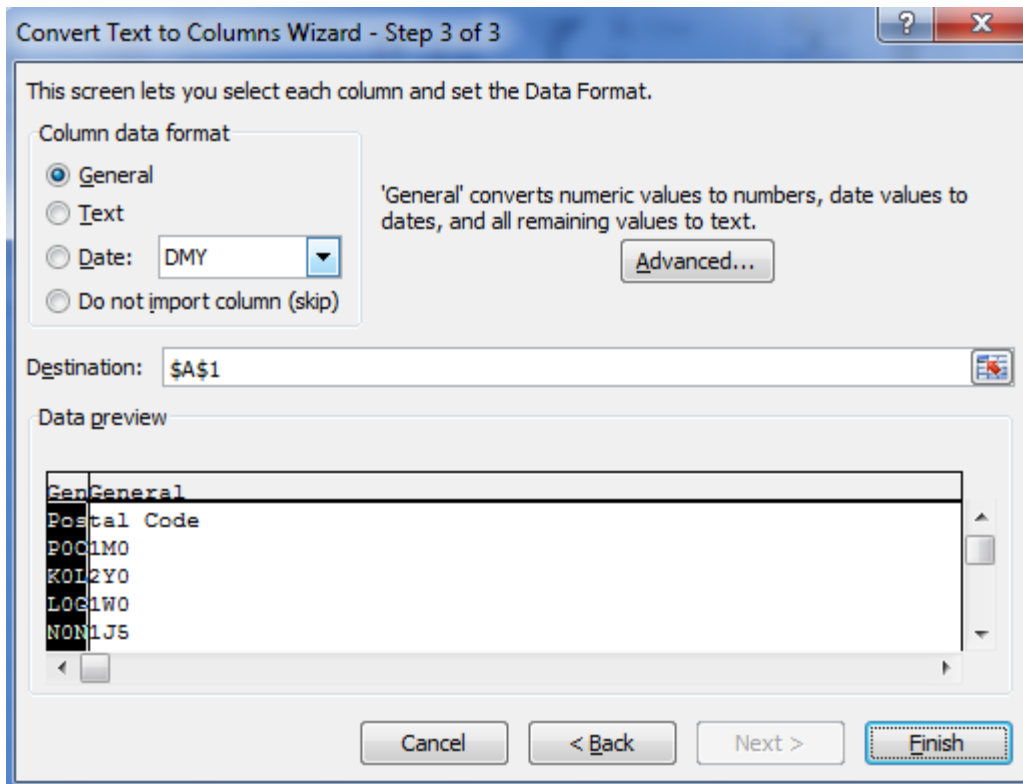 Convert Text to Columns Wizard - Step 3 of 3
?
X
This screen lets you select each column and set the Data Format.
Column data format
General
Text
Date: DMY
Do not import column (skip)
'General' converts numeric values to numbers, date values to
dates, and all remaining values to text.
Advanced...
Destination: $A$1
Data preview
GenGeneral
Postal Code
P0C1M0
K0L2Y0
L0G1W0
N0N1J5
Cancel
< Back
Next >
Finish